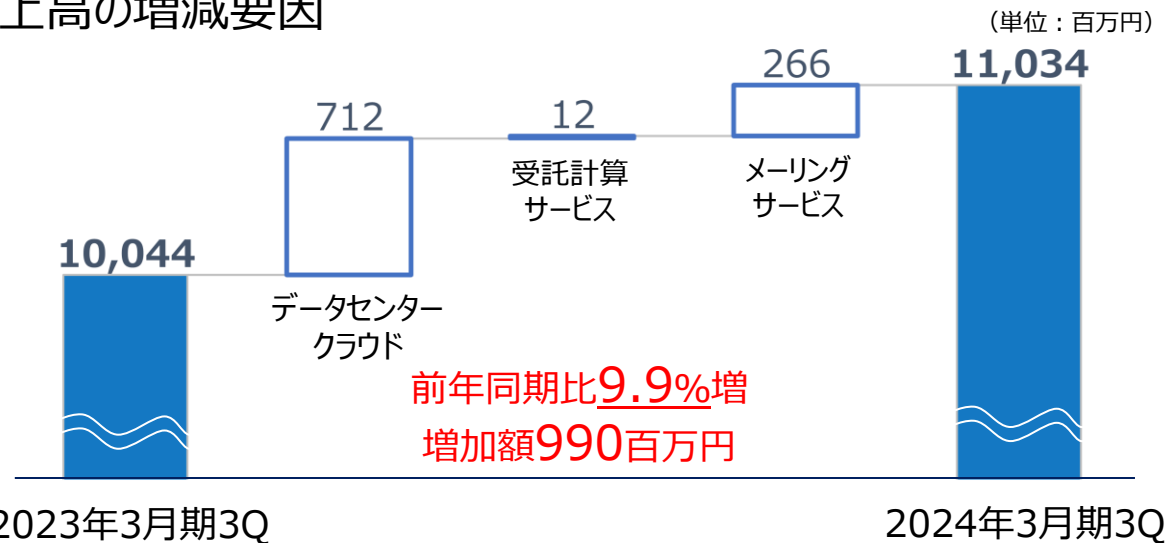 上高の増減要因
(単位：百万円)
266
11,034
712
12
受託計算
サービス
メーリング
サービス
10,044
データセンター
クラウド
前年同期比9.9%増
増加額990百万円
2023年3月期3Q
2024年3月期3Q